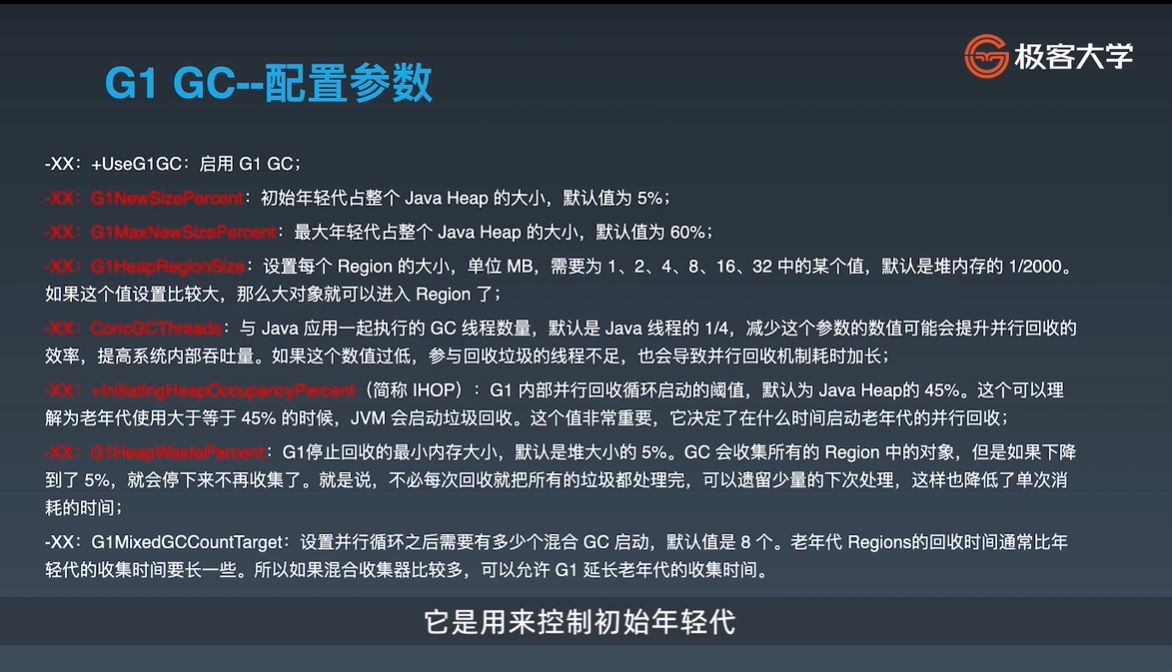 极客大学
G1 GC--配置参数
-XX：+UseG1GC：启用 G1 GC；
-XX：G1NewSizePercent：初始年轻代占整个 Java Heap 的大小，默认值为 5%；
-XX：G1MaxNewSizePercent：最大年轻代占整个 Java Heap 的大小，默认值为 60%；
-XX：G1HeapRegionSize：设置每个 Region 的大小，单位 MB，需要为 1、2、4、8、16、32 中的某个值，默认是堆内存的 1/2000。
如果这个值设置比较大，那么大对象就可以进入 Region 了；
-XX：ConcGCThreads：与 Java 应用一起执行的 GC 线程数量，默认是 Java 线程的 1/4，减少这个参数的数值可能会提升并行回收的
效率，提高系统内部吞吐量。如果这个数值过低，参与回收垃圾的线程不足，也会导致并行回收机制耗时加长；
-XX：+InitiatingHeapOccupancyPercent（简称 IHOP）：G1 内部并行回收循环启动的阈值，默认为 Java Heap的 45%。这个可以理
解为老年代使用大于等于 45% 的时候，JVM 会启动垃圾回收。这个值非常重要，它决定了在什么时间启动老年代的并行回收；
-XX：G1HeapWastePercent：G1停止回收的最小内存大小，默认是堆大小的 5%。GC 会收集所有的 Region 中的对象，但是如果下降
到了 5%，就会停下来不再收集了。就是说，不必每次回收就把所有的垃圾都处理完，可以遗留少量的下次处理，这样也降低了单次消
耗的时间；
-XX：G1MixedGCCountTarget：设置并行循环之后需要有多少个混合 GC 启动，默认值是 8 个。老年代 Regions的回收时间通常比年
轻代的收集时间要长一些。所以如果混合收集器比较多，可以允许 G1 延长老年代的收集时间。
它是用来控制初始年轻代